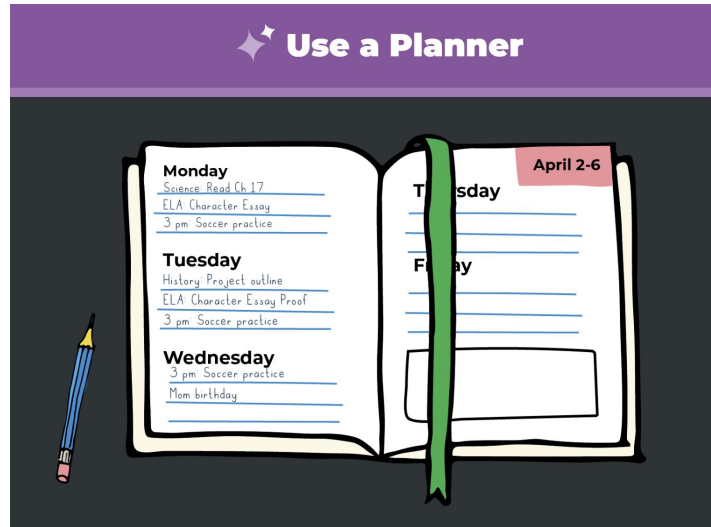 Use a Planner
Monday
Science: Read Ch 17
ELA: Character Essay
3 pm: Soccer practice
Tuesday
History: Project outline
ELA: Character Essay Proof
3 pm: Soccer practice
Wednesday
3 pm: Soccer practice
Mom birthday
April 2-6